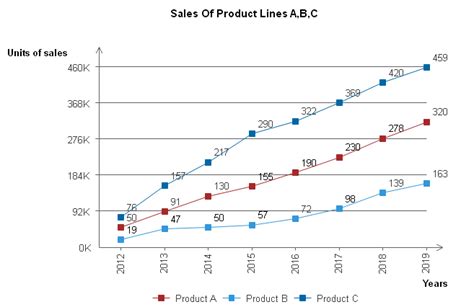 Sales Of Product Lines A,B,C
Units of sales
460K
368K
276K
184K
92K
0K
76 157 217 290 322 369 420 459
50 91 130 155 190 230 278 320
19 47 50 57 72 98 139 163
2012 2013 2014 2015 2016 2017 2018 2019
Years
Product A Product B Product C